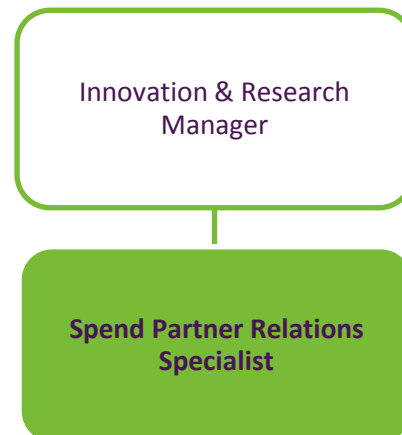 Innovation & Research
Manager
Spend Partner Relations
Specialist